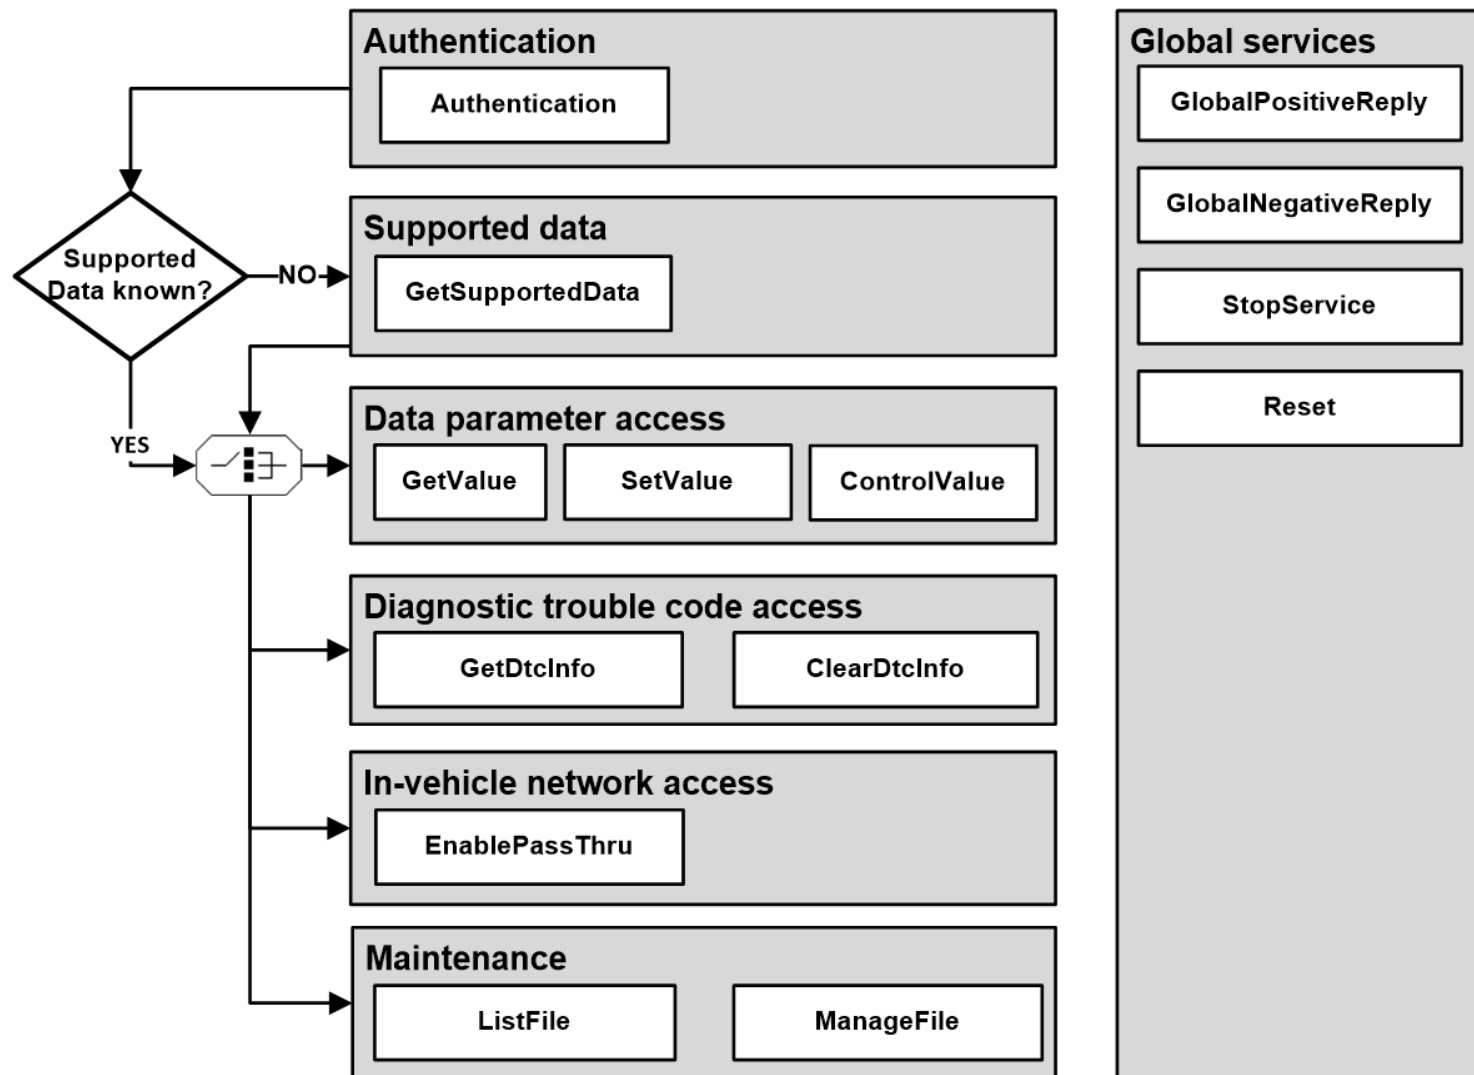 Authentication
Authentication
Supported
Data known?
NO
YES
Supported data
GetSupportedData
Data parameter access
GetValue
SetValue
ControlValue
Diagnostic trouble code access
GetDtcInfo
ClearDtcInfo
In-vehicle network access
EnablePassThru
Maintenance
ListFile
ManageFile
Global services
GlobalPositiveReply
GlobalNegativeReply
StopService
Reset